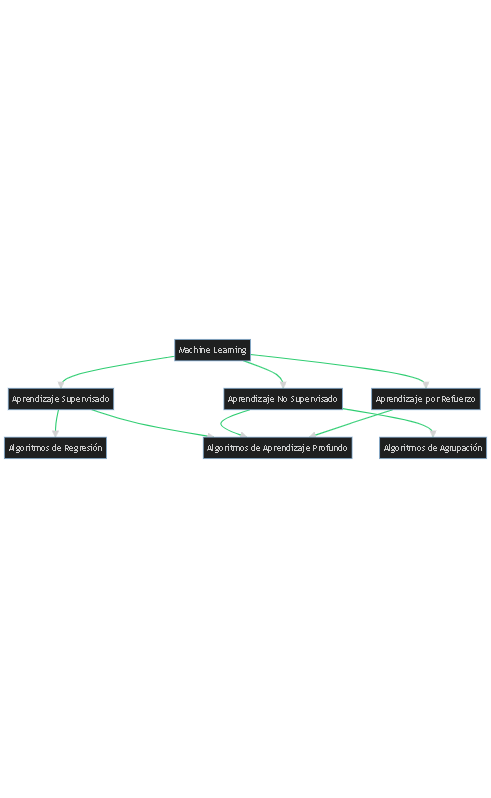 Machine Learning
Aprendizaje Supervisado
Aprendizaje No Supervisado
Aprendizaje por Refuerzo
Algoritmos de Regresión
Algoritmos de Aprendizaje Profundo
Algoritmos de Agrupación